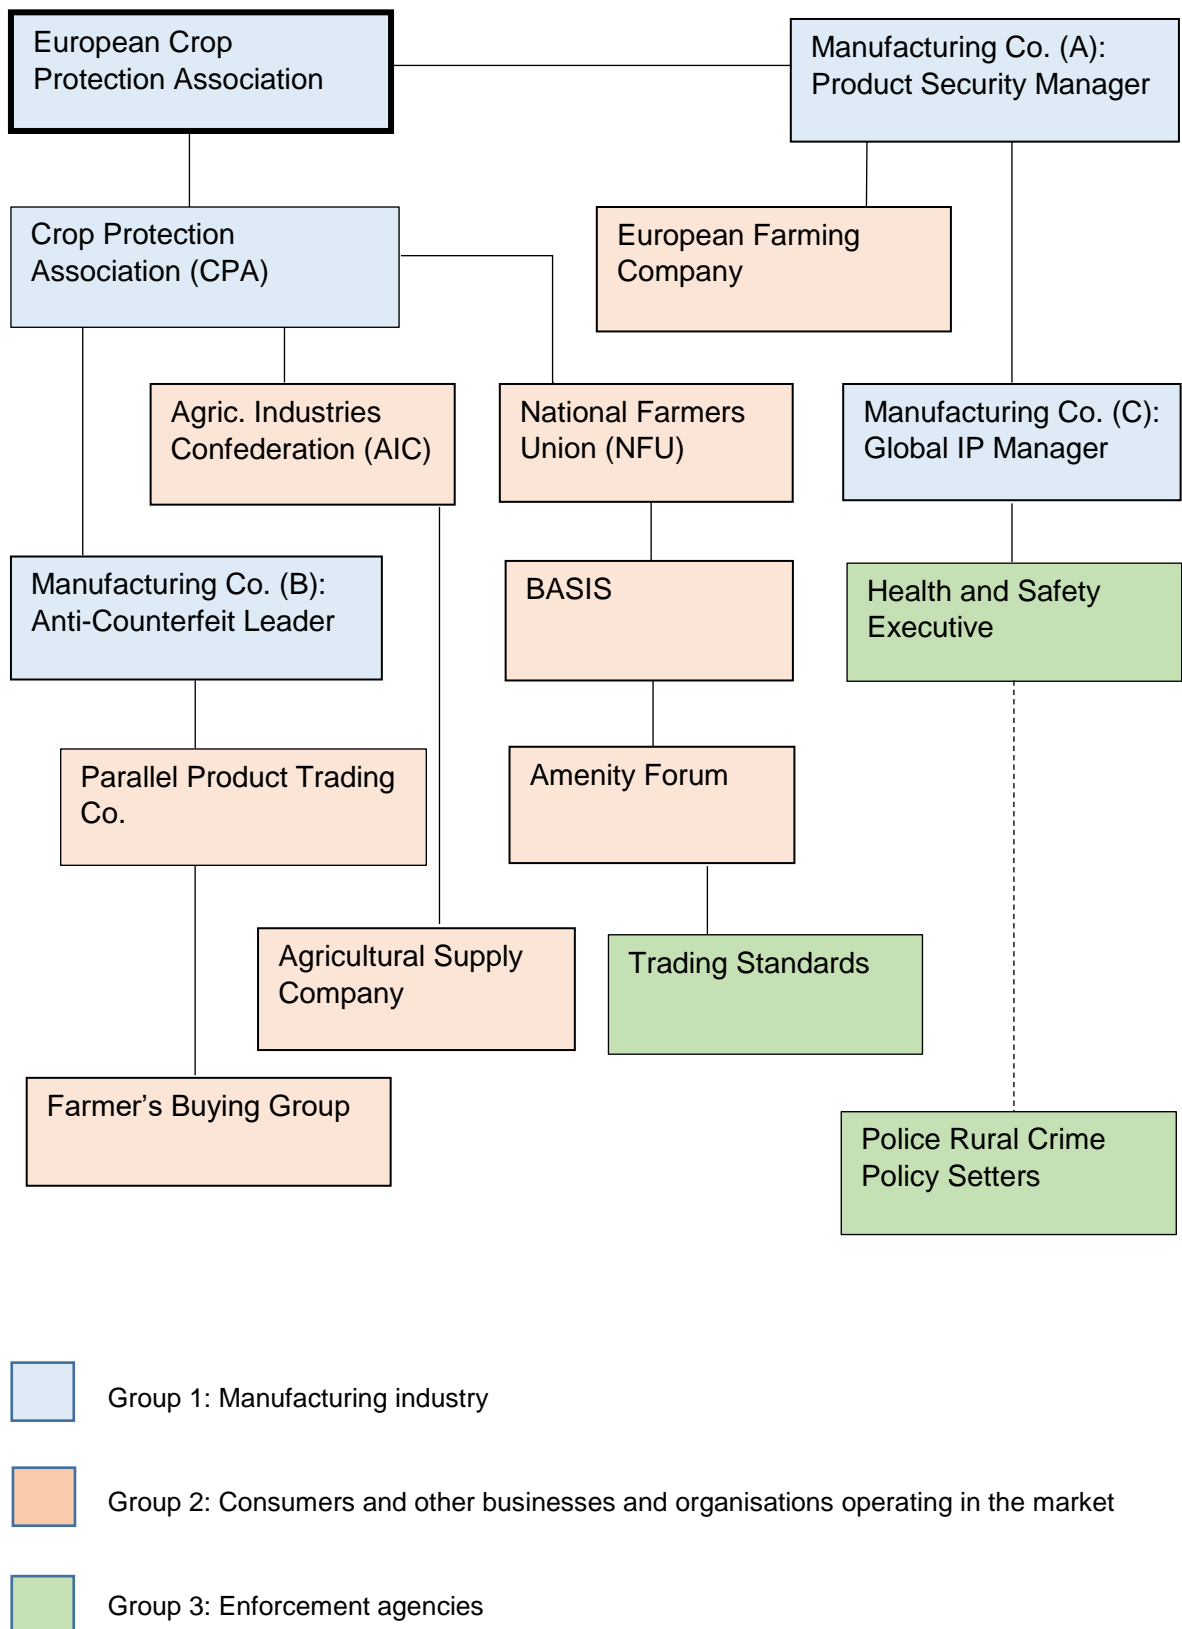 European Crop
Protection Association
Manufacturing Co. (A):
Product Security Manager
Crop Protection
Association (CPA)
European Farming
Company
Agric. Industries
Confederation (AIC)
National Farmers
Union (NFU)
Manufacturing Co. (C):
Global IP Manager
Manufacturing Co. (B):
Anti-Counterfeit Leader
BASIS
Health and Safety
Executive
Parallel Product Trading
Co.
Amenity Forum
Agricultural Supply
Company
Trading Standards
Farmer’s Buying Group
Police Rural Crime
Policy Setters
Group 1: Manufacturing industry
Group 2: Consumers and other businesses and organisations operating in the market
Group 3: Enforcement agencies